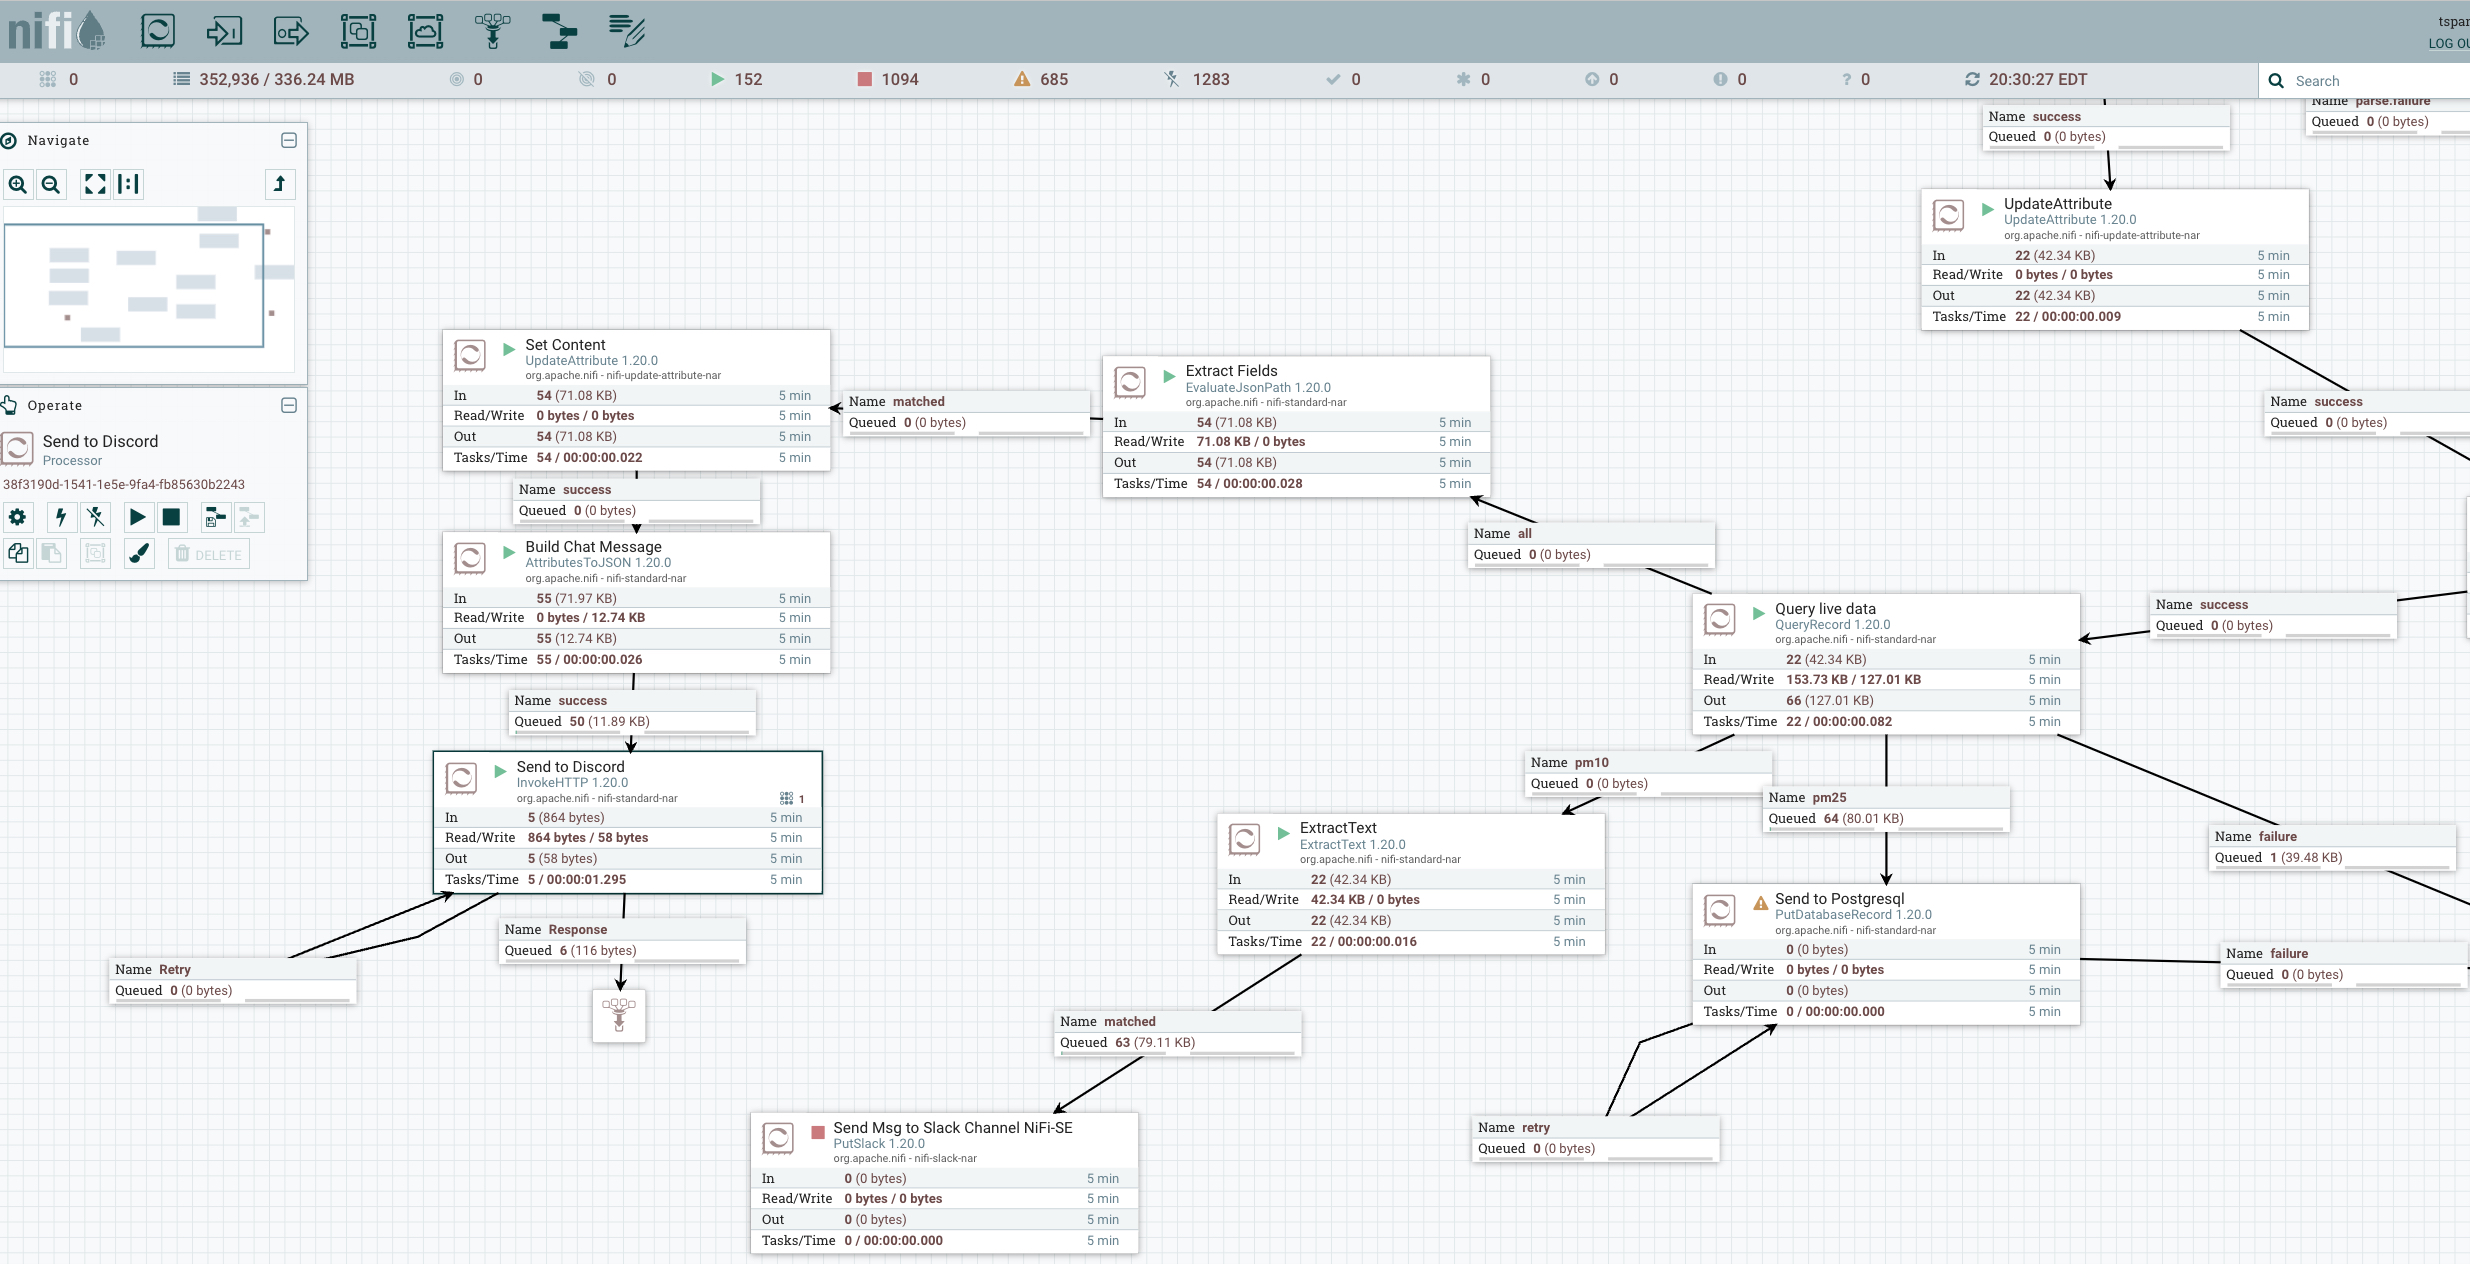 nifi
tspan
LOG OU
0
352,936 / 336.24 MB
0
0
152
1094
685
1283
0
0
0
0
? 0
20:30:27 EDT
Search
Navigate
Operate
Send to Discord
Processor
38f3190d-1541-1e5e-9fa4-fb85630b2243
DELETE
Name success
Queued 0 (0 bytes)
Name parse.failure
Queued 0 (0 bytes)
UpdateAttribute
UpdateAttribute 1.20.0
org.apache.nifi - nifi-update-attribute-nar
In 22 (42.34 KB) 5 min
Read/Write 0 bytes / 0 bytes 5 min
Out 22 (42.34 KB) 5 min
Tasks/Time 22 / 00:00:00.009 5 min
Name success
Queued 0 (0 bytes)
Set Content
UpdateAttribute 1.20.0
org.apache.nifi - nifi-update-attribute-nar
In 54 (71.08 KB) 5 min
Read/Write 0 bytes / 0 bytes 5 min
Out 54 (71.08 KB) 5 min
Tasks/Time 54 / 00:00:00.022 5 min
Name matched
Queued 0 (0 bytes)
Extract Fields
EvaluateJsonPath 1.20.0
org.apache.nifi - nifi-standard-nar
In 54 (71.08 KB) 5 min
Read/Write 71.08 KB / 0 bytes 5 min
Out 54 (71.08 KB) 5 min
Tasks/Time 54 / 00:00:00.028 5 min
Name success
Queued 0 (0 bytes)
Name all
Queued 0 (0 bytes)
Build Chat Message
AttributesToJSON 1.20.0
org.apache.nifi - nifi-standard-nar
In 55 (71.97 KB) 5 min
Read/Write 0 bytes / 12.74 KB 5 min
Out 55 (12.74 KB) 5 min
Tasks/Time 55 / 00:00:00.026 5 min
Query live data
QueryRecord 1.20.0
org.apache.nifi - nifi-standard-nar
In 22 (42.34 KB) 5 min
Read/Write 153.73 KB / 127.01 KB 5 min
Out 66 (127.01 KB) 5 min
Tasks/Time 22 / 00:00:00.082 5 min
Name success
Queued 0 (0 bytes)
Name success
Queued 50 (11.89 KB)
Send to Discord
InvokeHTTP 1.20.0
org.apache.nifi - nifi-standard-nar
1
In 5 (864 bytes) 5 min
Read/Write 864 bytes / 58 bytes 5 min
Out 5 (58 bytes) 5 min
Tasks/Time 5 / 00:00:01.295 5 min
Name pm10
Queued 0 (0 bytes)
Name pm25
Queued 64 (80.01 KB)
Name failure
Queued 1 (39.48 KB)
ExtractText
ExtractText 1.20.0
org.apache.nifi - nifi-standard-nar
In 22 (42.34 KB) 5 min
Read/Write 42.34 KB / 0 bytes 5 min
Out 22 (42.34 KB) 5 min
Tasks/Time 22 / 00:00:00.016 5 min
Send to Postgresql
PutDatabaseRecord 1.20.0
org.apache.nifi - nifi-standard-nar
In 0 (0 bytes) 5 min
Read/Write 0 bytes / 0 bytes 5 min
Out 0 (0 bytes) 5 min
Tasks/Time 0 / 00:00:00.000 5 min
Name failure
Queued 0 (0 bytes)
Name Response
Queued 6 (116 bytes)
Name Retry
Queued 0 (0 bytes)
Name matched
Queued 63 (79.11 KB)
Name retry
Queued 0 (0 bytes)
Send Msg to Slack Channel NiFi-SE
PutSlack 1.20.0
org.apache.nifi - nifi-slack-nar
In 0 (0 bytes) 5 min
Read/Write 0 bytes / 0 bytes 5 min
Out 0 (0 bytes) 5 min
Tasks/Time 0 / 00:00:00.000 5 min